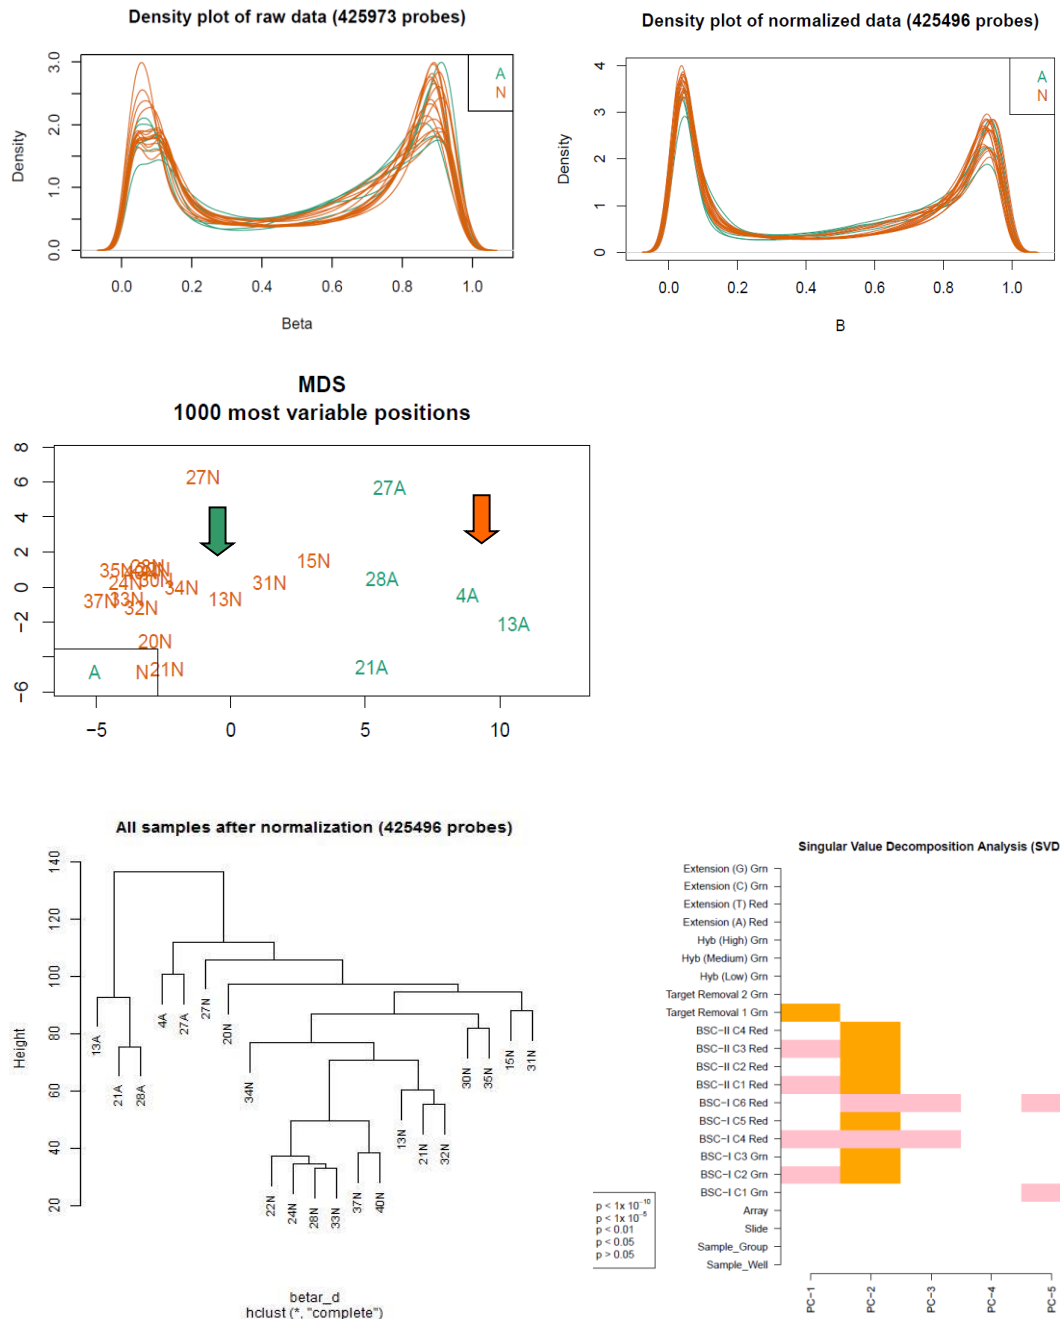 Density plot of raw data (425973 probes)
3.0
2.0
1.0
0.0
Density
A
N
0.0 0.2 0.4 0.6 0.8 1.0
Beta
Density plot of normalized data (425496 probes)
4
3
2
1
0
Density
A
N
0.0 0.2 0.4 0.6 0.8 1.0
B
MDS
1000 most variable positions
8
6
4
2
0
−2
−6
27N
27A
15N
35N
28N
24N
30N
34N
31N
28A
4A
37N
33N
32N
13N
13A
20N
21N
21A
A
N
−5 0 5 10
All samples after normalization (425496 probes)
140
120
100
80
60
40
20
Height
13A
21A
28A
4A
27A
27N
20N
34N
22N
24N
28N
33N
37N
40N
13N
21N
32N
30N
35N
15N
31N
betar_d
hclust (*, "complete")
Singular Value Decomposition Analysis (SVD
Extension (G) Grn
Extension (C) Grn
Extension (T) Red
Extension (A) Red
Hyb (High) Grn
Hyb (Medium) Grn
Hyb (Low) Grn
Target Removal 2 Grn
Target Removal 1 Grn
BSC−II C4 Red
BSC−II C3 Red
BSC−II C2 Red
BSC−II C1 Red
BSC−I C6 Red
BSC−I C5 Red
BSC−I C4 Red
BSC−I C3 Grn
BSC−I C2 Grn
BSC−I C1 Grn
Array
Slide
Sample_Group
Sample_Well
p < 1x 10−10
p < 1x 10−5
p < 0.01
p < 0.05
p > 0.05
PC−1
PC−2
PC−3
PC−4
PC−5